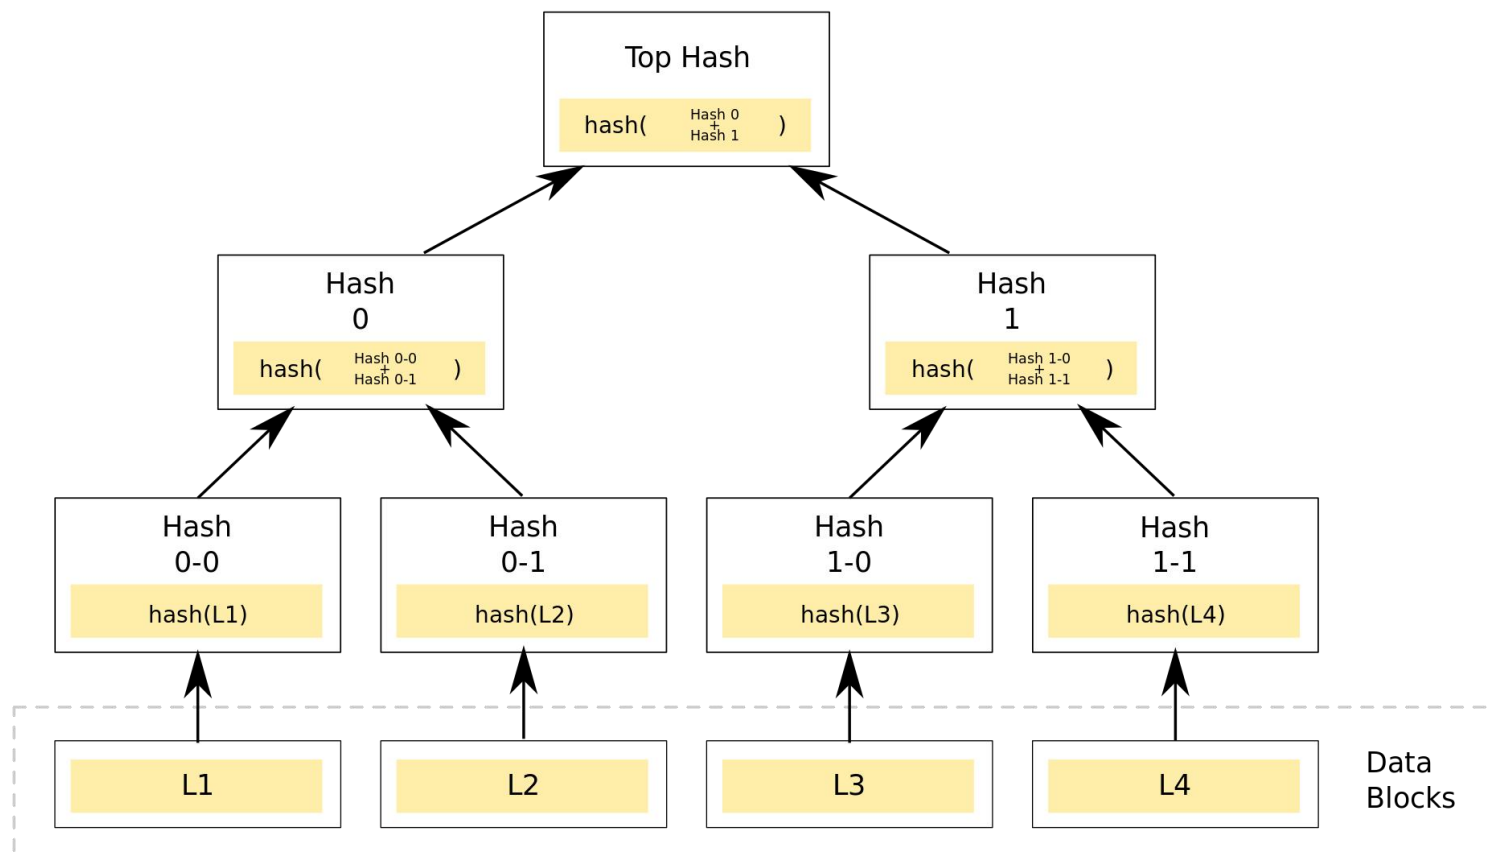 Top Hash
hash( Hash 0 + Hash 1 )
Hash
0
hash( Hash 0-0 + Hash 0-1 )
Hash
1
hash( Hash 1-0 + Hash 1-1 )
Hash
0-0
hash(L1)
Hash
0-1
hash(L2)
Hash
1-0
hash(L3)
Hash
1-1
hash(L4)
L1
L2
L3
L4
Data
Blocks